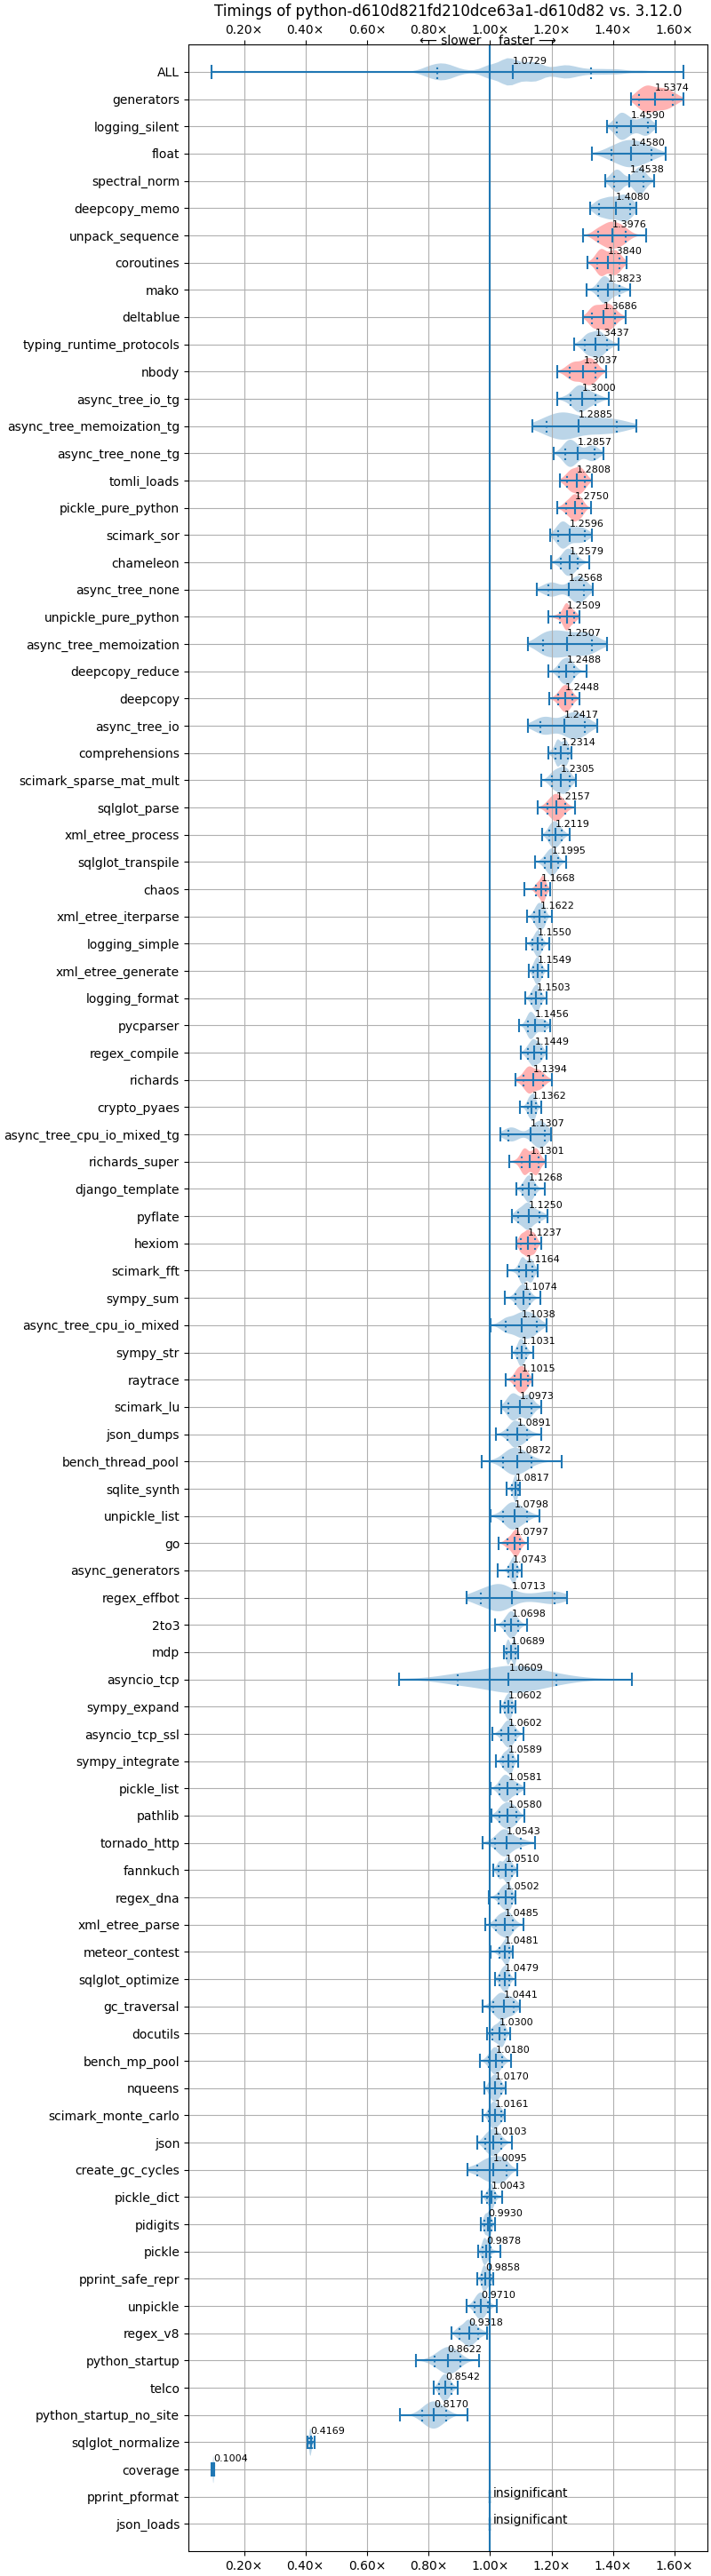 Timings of python-d610d821fd210dce63a1-d610d82 vs. 3.12.0
0.20× 0.40× 0.60× 0.80× 1.00× 1.20× 1.40× 1.60×
⟵ slower faster ⟶
ALL 1.0729
generators 1.5374
logging_silent 1.4590
float 1.4580
spectral_norm 1.4538
deepcopy_memo 1.4080
unpack_sequence 1.3976
coroutines 1.3840
mako 1.3823
deltablue 1.3686
typing_runtime_protocols 1.3437
nbody 1.3037
async_tree_io_tg 1.3000
async_tree_memoization_tg 1.2885
async_tree_none_tg 1.2857
tomli_loads 1.2808
pickle_pure_python 1.2750
scimark_sor 1.2596
chameleon 1.2579
async_tree_none 1.2568
unpickle_pure_python 1.2509
async_tree_memoization 1.2507
deepcopy_reduce 1.2488
deepcopy 1.2448
async_tree_io 1.2417
comprehensions 1.2314
scimark_sparse_mat_mult 1.2305
sqlglot_parse 1.2157
xml_etree_process 1.2119
sqlglot_transpile 1.1995
chaos 1.1668
xml_etree_iterparse 1.1622
logging_simple 1.1550
xml_etree_generate 1.1549
logging_format 1.1503
pycparser 1.1456
regex_compile 1.1449
richards 1.1394
crypto_pyaes 1.1362
async_tree_cpu_io_mixed_tg 1.1307
richards_super 1.1301
django_template 1.1268
pyflate 1.1250
hexiom 1.1237
scimark_fft 1.1164
sympy_sum 1.1074
async_tree_cpu_io_mixed 1.1038
sympy_str 1.1031
raytrace 1.1015
scimark_lu 1.0973
json_dumps 1.0891
bench_thread_pool 1.0872
sqlite_synth 1.0817
unpickle_list 1.0798
go 1.0797
async_generators 1.0743
regex_effbot 1.0713
2to3 1.0698
mdp 1.0689
asyncio_tcp 1.0609
sympy_expand 1.0602
asyncio_tcp_ssl 1.0602
sympy_integrate 1.0589
pickle_list 1.0581
pathlib 1.0580
tornado_http 1.0543
fannkuch 1.0510
regex_dna 1.0502
xml_etree_parse 1.0485
meteor_contest 1.0481
sqlglot_optimize 1.0479
gc_traversal 1.0441
docutils 1.0300
bench_mp_pool 1.0180
nqueens 1.0170
scimark_monte_carlo 1.0161
json 1.0103
create_gc_cycles 1.0095
pickle_dict 1.0043
pidigits 0.9930
pickle 0.9878
pprint_safe_repr 0.9858
unpickle 0.9710
regex_v8 0.9318
python_startup 0.8622
telco 0.8542
python_startup_no_site 0.8170
sqlglot_normalize 0.4169
coverage 0.1004
pprint_pformat insignificant
json_loads insignificant
0.20× 0.40× 0.60× 0.80× 1.00× 1.20× 1.40× 1.60×